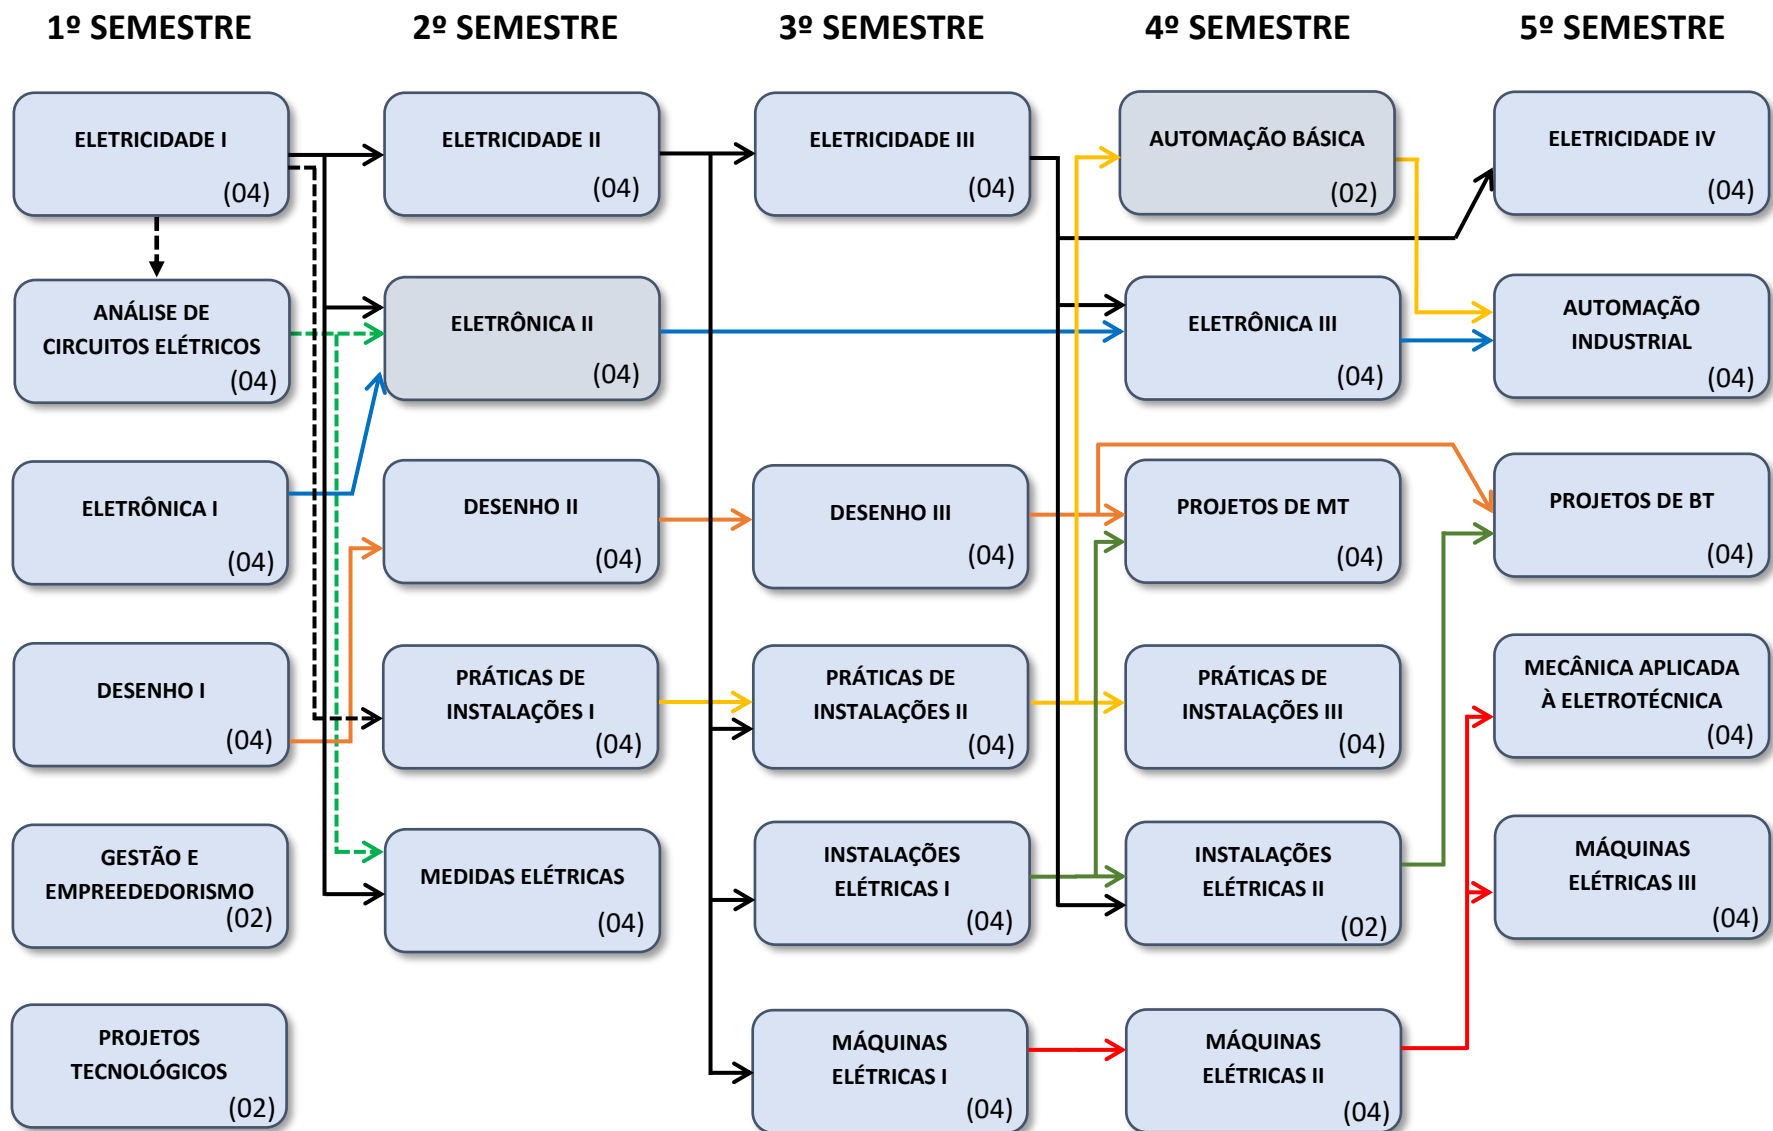 1º SEMESTRE
2º SEMESTRE
3º SEMESTRE
4º SEMESTRE
5º SEMESTRE
ELETRICIDADE I
(04)
ELETRICIDADE II
(04)
ELETRICIDADE III
(04)
AUTOMAÇÃO BÁSICA
(02)
ELETRICIDADE IV
(04)
ANÁLISE DE
CIRCUITOS ELÉTRICOS
(04)
ELETRÔNICA II
(04)
ELETRÔNICA III
(04)
AUTOMAÇÃO
INDUSTRIAL
(04)
ELETRÔNICA I
(04)
DESENHO II
(04)
DESENHO III
(04)
PROJETOS DE MT
(04)
PROJETOS DE BT
(04)
DESENHO I
(04)
PRÁTICAS DE
INSTALAÇÕES I
(04)
PRÁTICAS DE
INSTALAÇÕES II
(04)
PRÁTICAS DE
INSTALAÇÕES III
(04)
MECÂNICA APLICADA
À ELETROTÉCNICA
(04)
GESTÃO E
EMPREEDEDORISMO
(02)
MEDIDAS ELÉTRICAS
(04)
INSTALAÇÕES
ELÉTRICAS I
(04)
INSTALAÇÕES
ELÉTRICAS II
(02)
MÁQUINAS
ELÉTRICAS III
(04)
PROJETOS
TECNOLÓGICOS
(02)
MÁQUINAS
ELÉTRICAS I
(04)
MÁQUINAS
ELÉTRICAS II
(04)